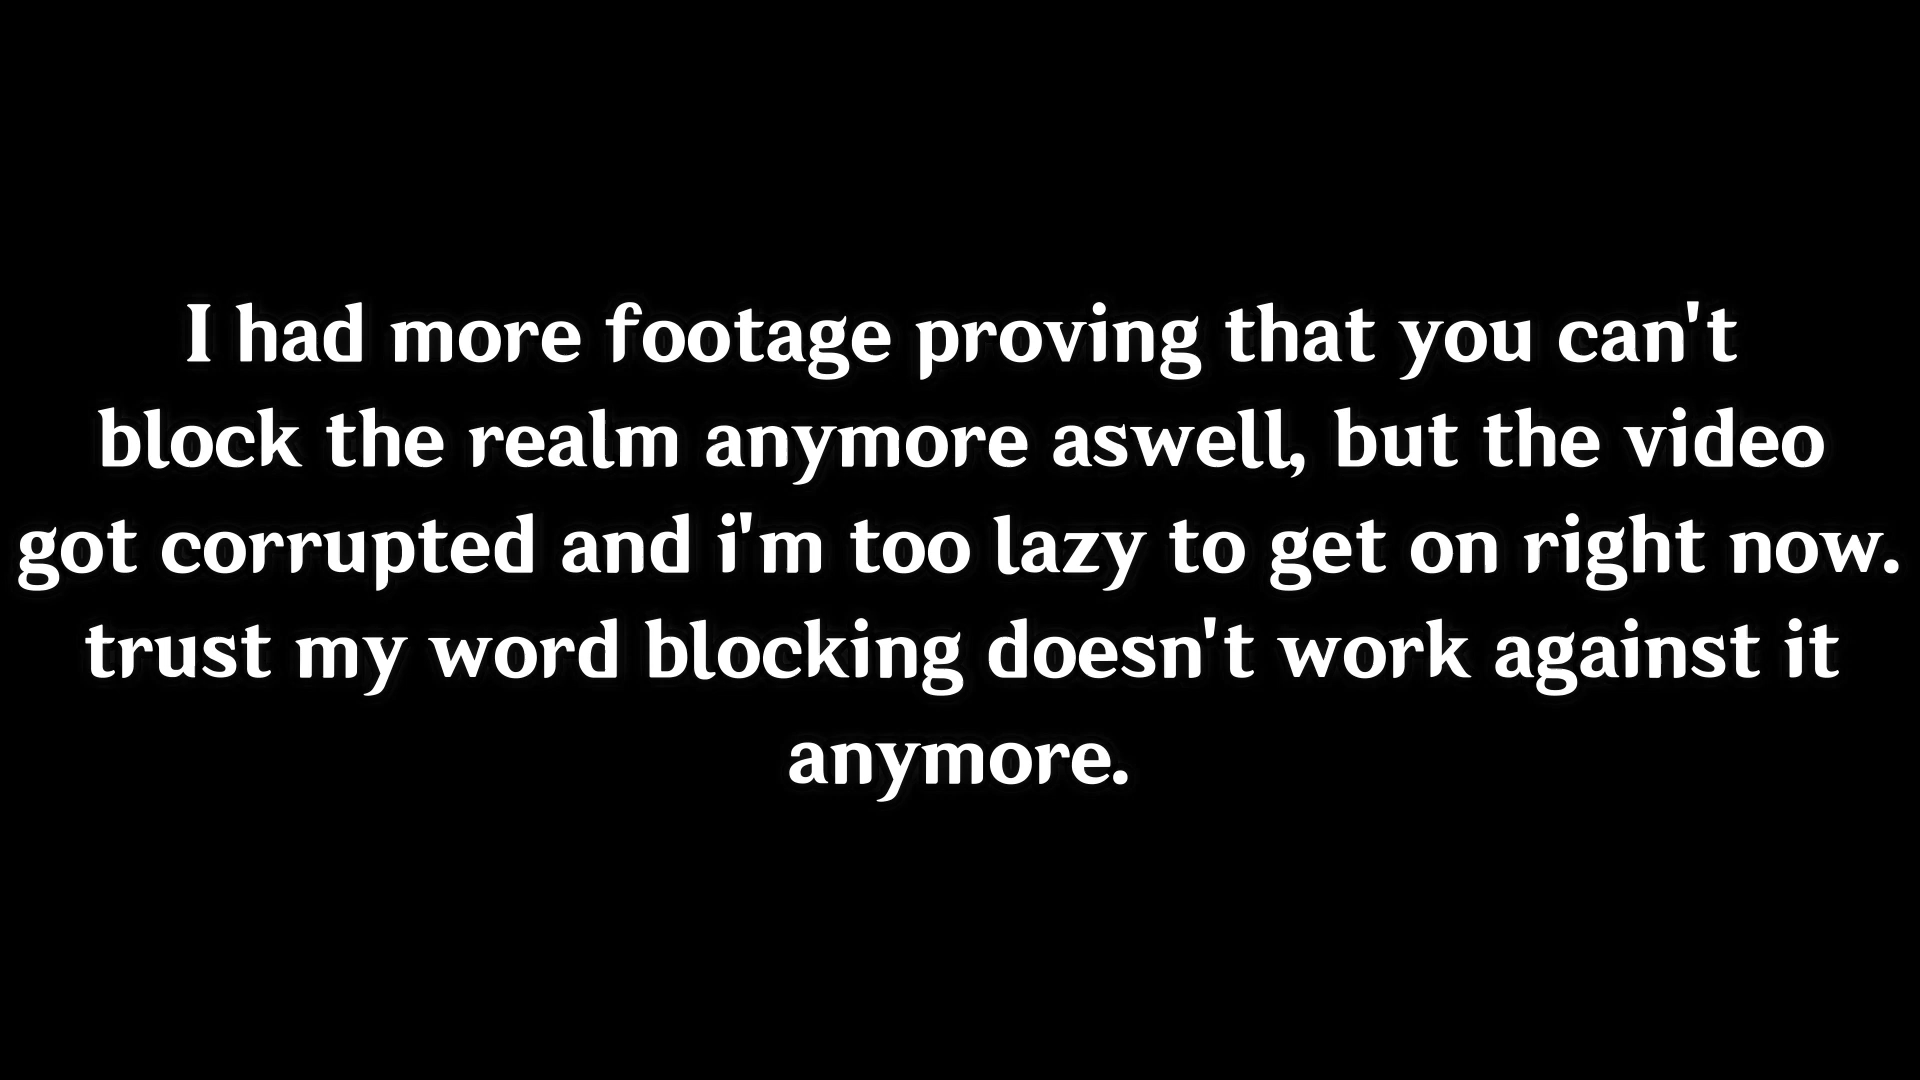 I had more footage proving that you can't
block the realm anymore aswell, but the video
got corrupted and i'm too lazy to get on right now.
trust my word blocking doesn't work against it
anymore.